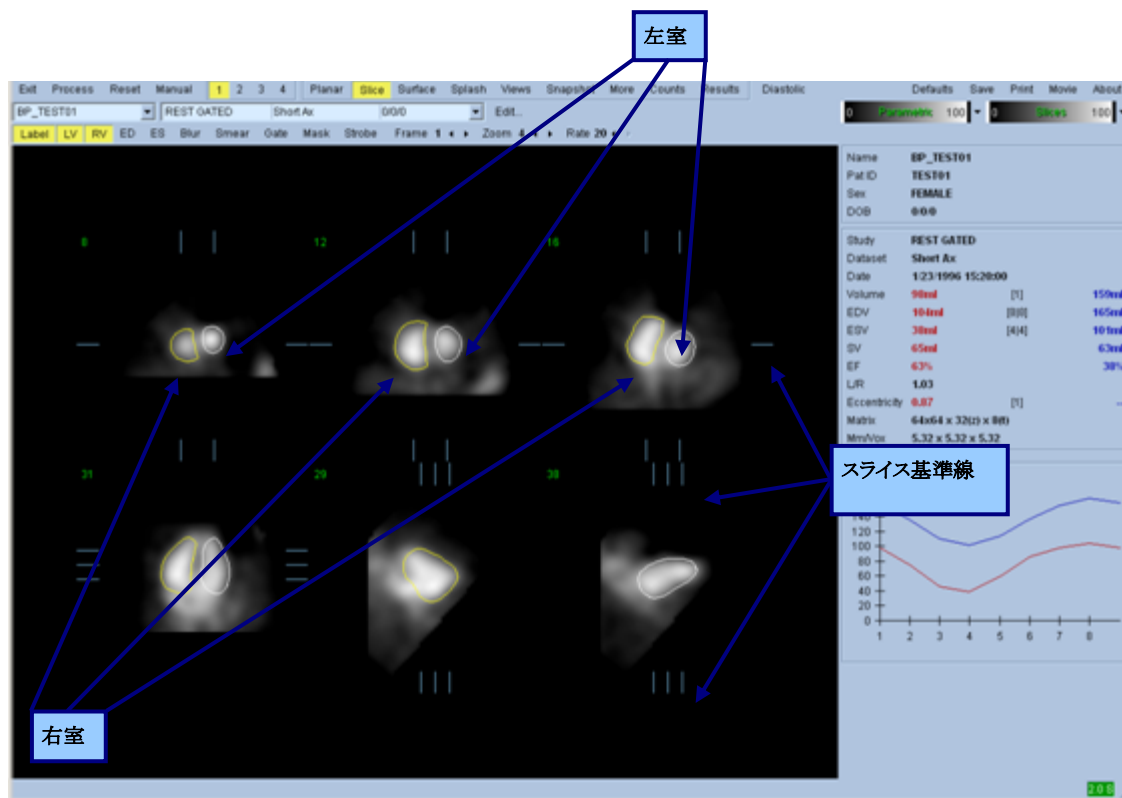 左室
Exit Process Reset Manual 1 2 3 4 Planar Slice Surface Splash Views Snapshot More Counts Results Diastolic Defaults Save Print Movie About
BP_TEST01 REST GATED Short Ax 0/0/0 Edit...
0 Parametric 100 0 Slices 100
Label LV RV ED ES Blur Smear Gate Mask Strobe Frame 1 Zoom 4 Rate 20
Name BP_TEST01
Pat ID TEST01
Sex FEMALE
DOB 0/0/0
8 12 16
Study REST GATED
Dataset Short Ax
Date 1/23/1996 15:20:00
Volume 98ml [1] 159ml
EDV 104ml [8|8] 165ml
ESV 38ml [4|4] 101ml
SV 65ml 63ml
EF 63% 38%
L/R 1.03
Eccentricity 0.87 [1]
Matrix 64x64 x 32(z) x 8(t)
Mm/Vox 5.32 x 5.32 x 5.32
スライス基準線
31 29 38
140
120
100
80
60
40
20
0
1 2 3 4 5 6 7 8
右室
208